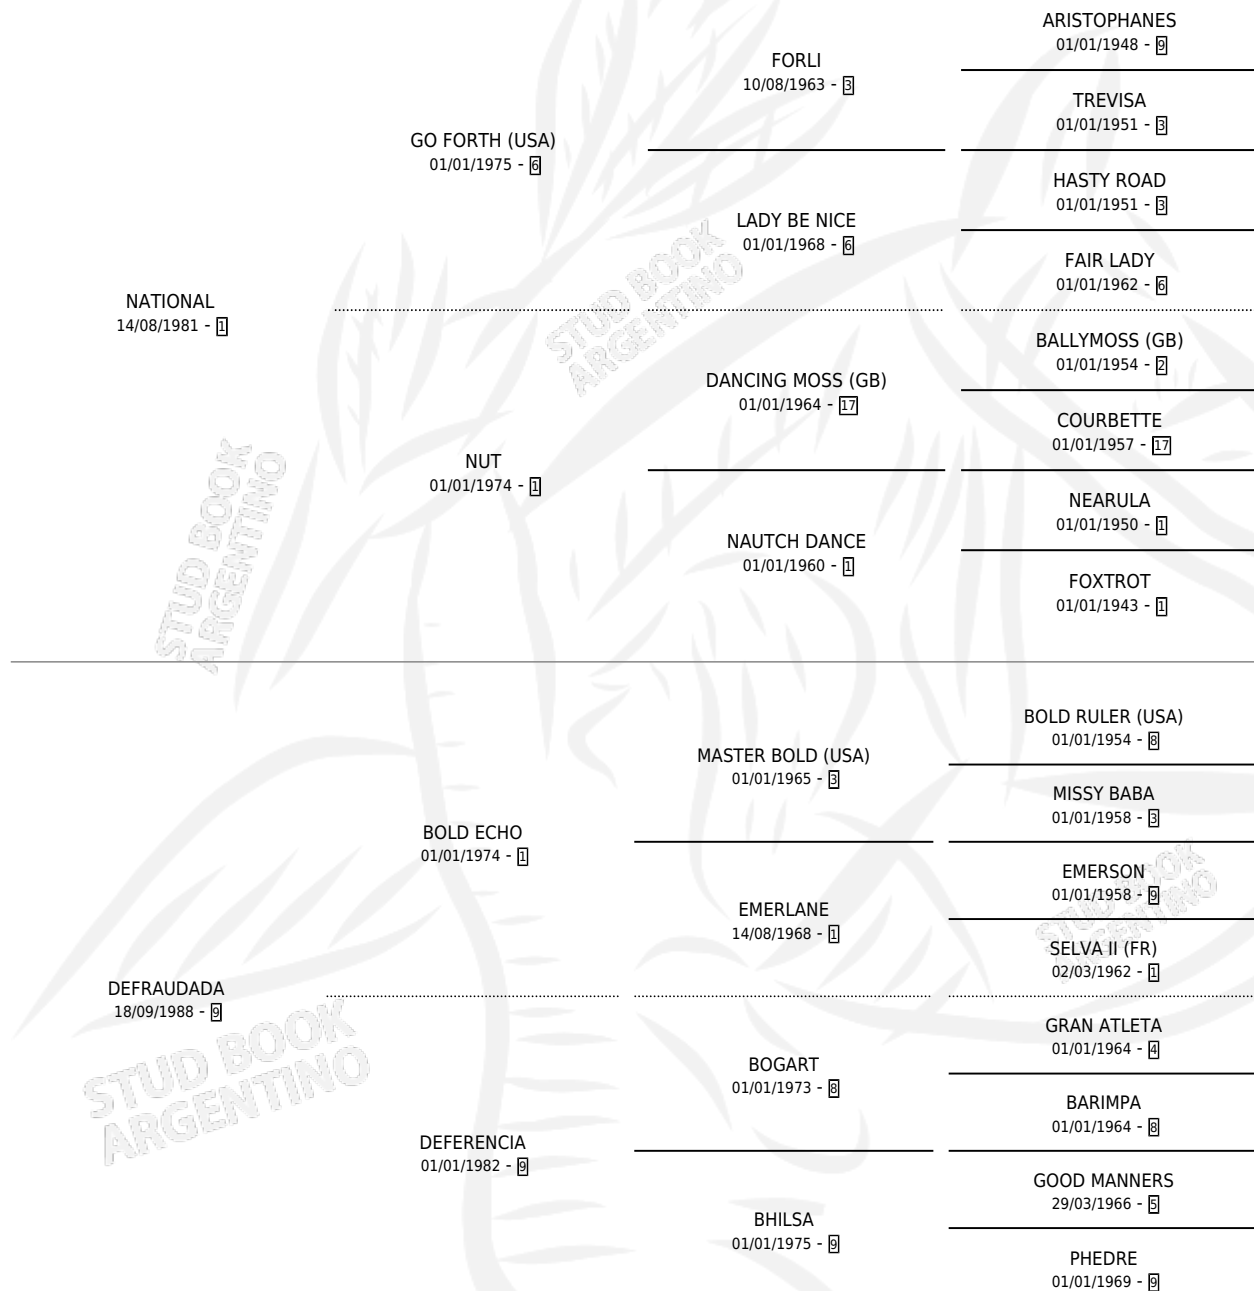 ARISTOPHANES
01/01/1948 - 9
FORLI
10/08/1963 - 3
TREVISA
01/01/1951 - 3
GO FORTH (USA)
01/01/1975 - 6
HASTY ROAD
01/01/1951 - 3
LADY BE NICE
01/01/1968 - 6
FAIR LADY
01/01/1962 - 6
NATIONAL
14/08/1981 - 1
STUD BOOK
ARGENTINO
BALLYMOSS (GB)
01/01/1954 - 2
DANCING MOSS (GB)
01/01/1964 - 17
COURBETTE
01/01/1957 - 17
NUT
01/01/1974 - 1
NEARULA
01/01/1950 - 1
NAUTCH DANCE
01/01/1960 - 1
FOXTROT
01/01/1943 - 1
STUD BOOK
ARGENTINO
BOLD RULER (USA)
01/01/1954 - 8
MASTER BOLD (USA)
01/01/1965 - 3
MISSY BABA
01/01/1958 - 3
BOLD ECHO
01/01/1974 - 1
EMERSON
01/01/1958 - 9
EMERLANE
14/08/1968 - 1
STUD BOOK
ARGENTINO
SELVA II (FR)
02/03/1962 - 1
DEFRAUDADA
18/09/1988 - 9
STUD BOOK
ARGENTINO
GRAN ATLETA
01/01/1964 - 4
BOGART
01/01/1973 - 8
BARIMPA
01/01/1964 - 8
DEFERENCIA
01/01/1982 - 9
GOOD MANNERS
29/03/1966 - 5
BHILSA
01/01/1975 - 9
PHEDRE
01/01/1969 - 9